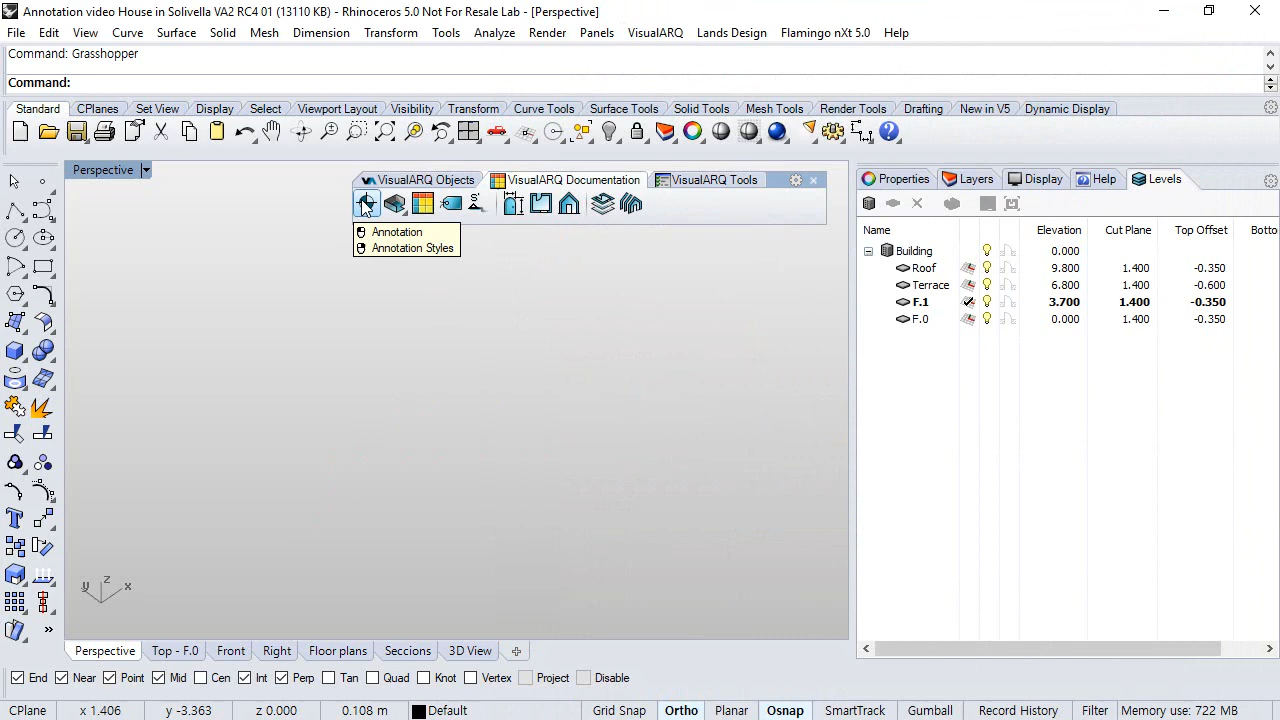 Annotation video House in Solivella VA2 RC4 01 (13110 KB) - Rhinoceros 5.0 Not For Resale Lab - [Perspective]
File Edit View Curve Surface Solid Mesh Dimension Transform Tools Analyze Render Panels VisualARQ Lands Design Flamingo nXt 5.0 Help
Command: Grasshopper
Command:
Standard CPlanes Set View Display Select Viewport Layout Visibility Transform Curve Tools Surface Tools Solid Tools Mesh Tools Render Tools Drafting New in V5 Dynamic Display
Perspective
VisualARQ Objects VisualARQ Documentation VisualARQ Tools
Properties Layers Display Help Levels
Annotation
Annotation Styles
Name Elevation Cut Plane Top Offset Botto
Building 0.000
Roof 9.800 1.400 -0.350
Terrace 6.800 1.400 -0.600
F.1 3.700 1.400 -0.350
F.0 0.000 1.400 -0.350
y z x
Perspective Top - F.0 Front Right Floor plans Seccions 3D View
End Near Point Mid Cen Int Perp Tan Quad Knot Vertex Project Disable
CPlane x 1.406 y -3.363 z 0.000 0.108 m Default Grid Snap Ortho Planar Osnap SmartTrack Gumball Record History Filter Memory use: 722 MB